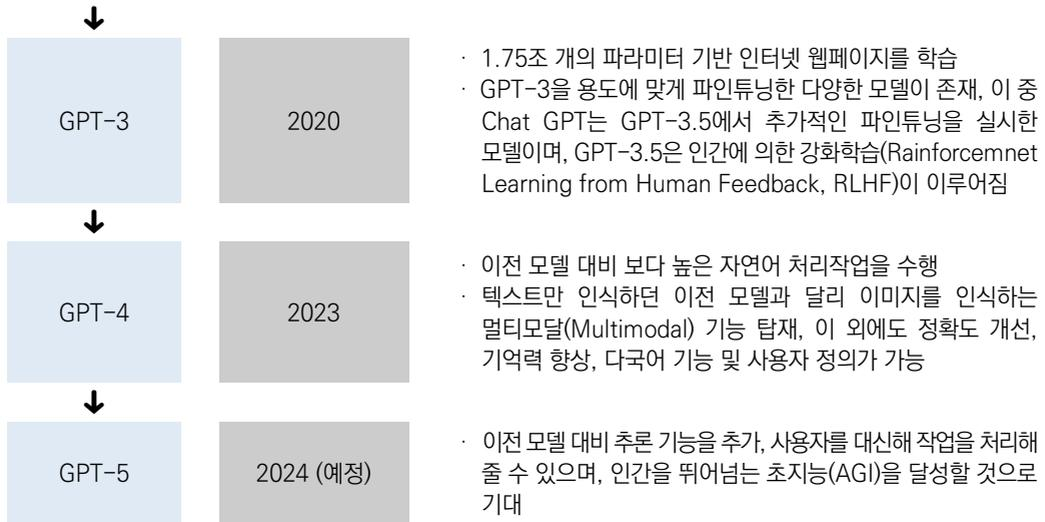 GPT-3
2020
· 1.75조 개의 파라미터 기반 인터넷 웹페이지를 학습
· GPT-3을 용도에 맞게 파인튜닝한 다양한 모델이 존재, 이 중
Chat GPT는 GPT-3.5에서 추가적인 파인튜닝을 실시한
모델이며, GPT-3.5은 인간에 의한 강화학습(Rainforcemnet
Learning from Human Feedback, RLHF)이 이루어짐
GPT-4
2023
· 이전 모델 대비 보다 높은 자연어 처리작업을 수행
· 텍스트만 인식하던 이전 모델과 달리 이미지를 인식하는
멀티모달(Multimodal) 기능 탑재, 이 외에도 정확도 개선,
기억력 향상, 다국어 기능 및 사용자 정의가 가능
GPT-5
2024 (예정)
· 이전 모델 대비 추론 기능을 추가, 사용자를 대신해 작업을 처리해
줄 수 있으며, 인간을 뛰어넘는 초지능(AGI)을 달성할 것으로
기대